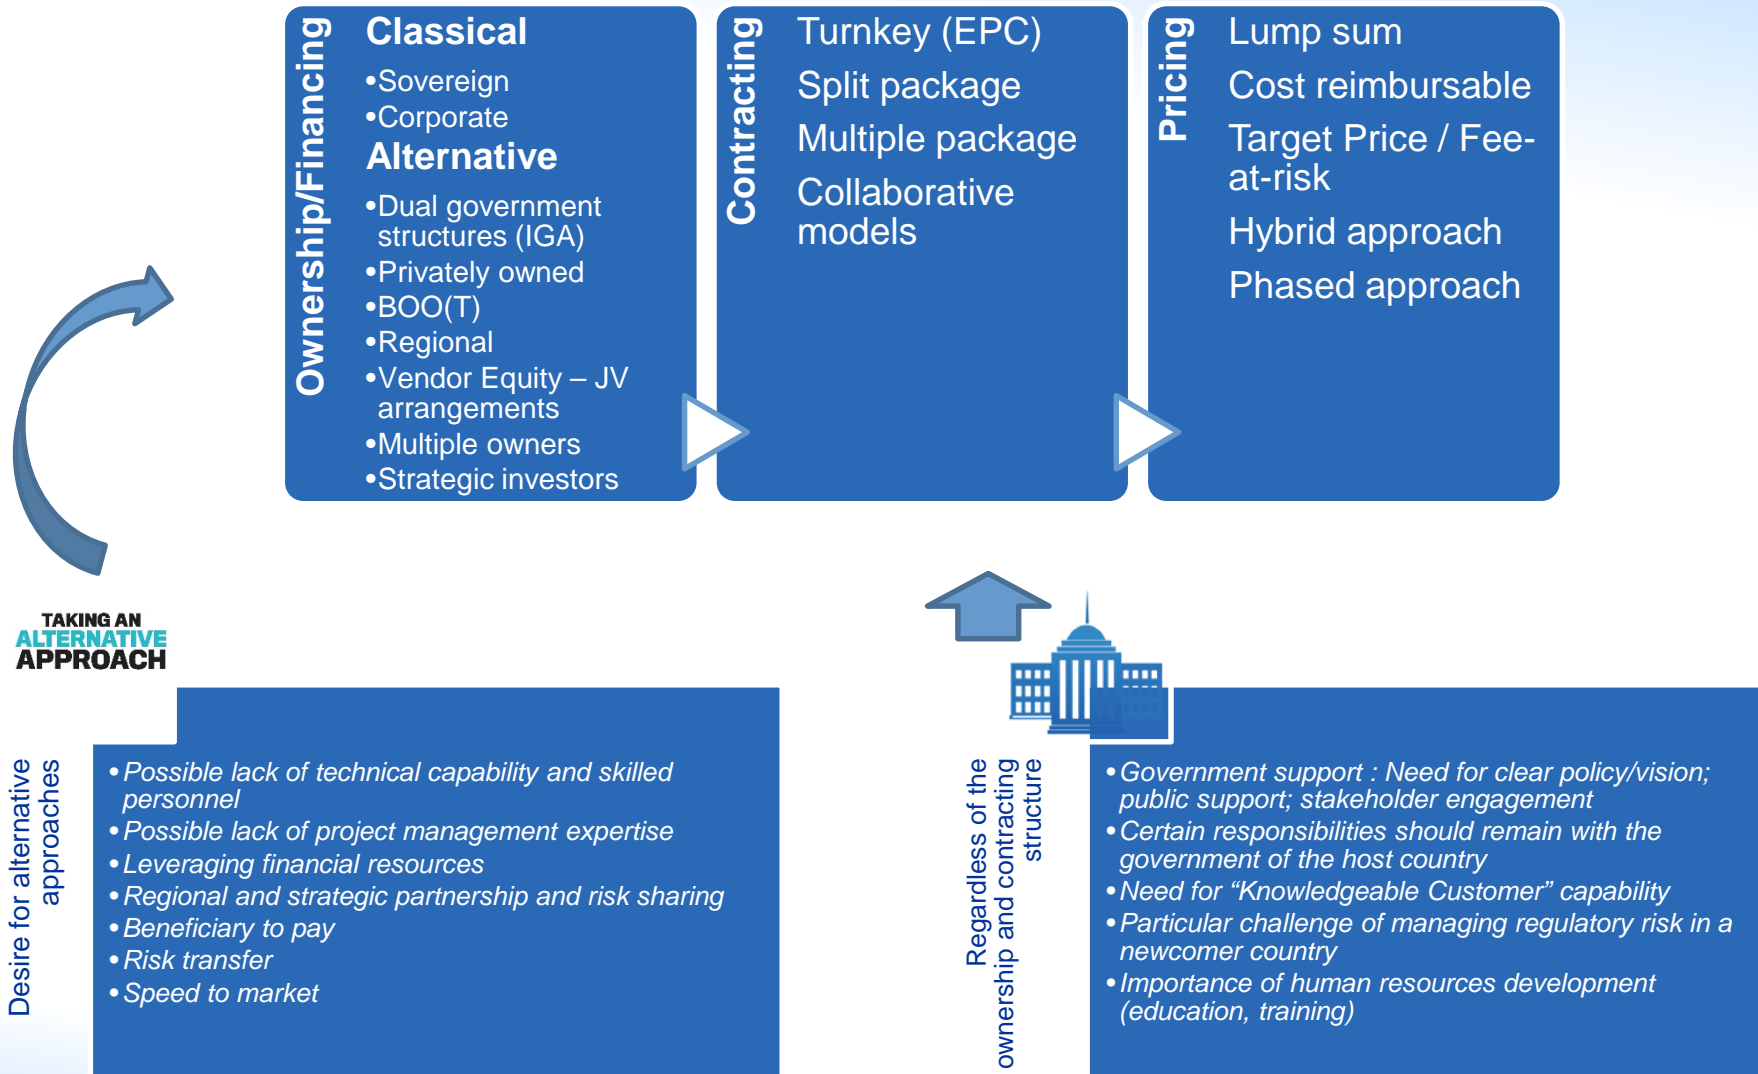 Ownership/Financing
Classical
•Sovereign
•Corporate
Alternative
•Dual government
structures (IGA)
•Privately owned
•BOO(T)
•Regional
•Vendor Equity – JV
arrangements
•Multiple owners
•Strategic investors
Contracting
Turnkey (EPC)
Split package
Multiple package
Collaborative
models
Pricing
Lump sum
Cost reimbursable
Target Price / Fee-
at-risk
Hybrid approach
Phased approach
TAKING AN
ALTERNATIVE
APPROACH
Desire for alternative
approaches
•Possible lack of technical capability and skilled
personnel
•Possible lack of project management expertise
•Leveraging financial resources
•Regional and strategic partnership and risk sharing
•Beneficiary to pay
•Risk transfer
•Speed to market
Regardless of the
ownership and contracting
structure
•Government support : Need for clear policy/vision;
public support; stakeholder engagement
•Certain responsibilities should remain with the
government of the host country
•Need for “Knowledgeable Customer” capability
•Particular challenge of managing regulatory risk in a
newcomer country
•Importance of human resources development
(education, training)